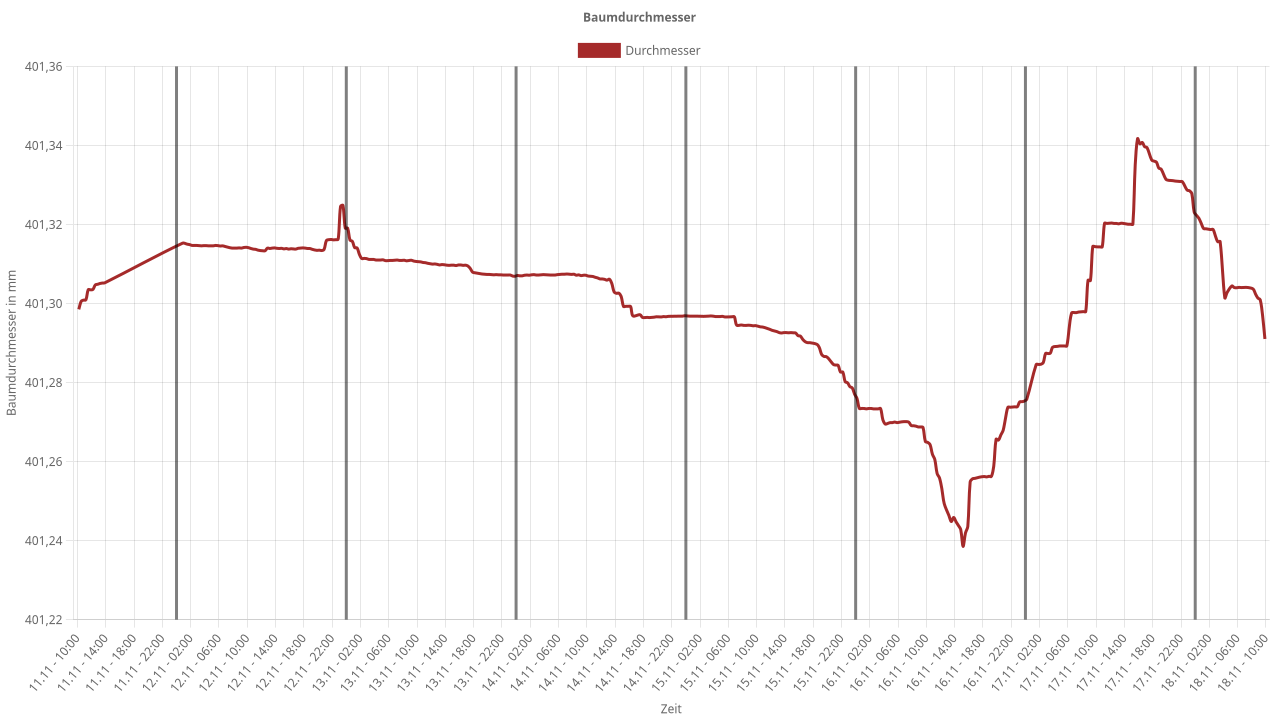 Baumdurchmesser
Durchmesser
401,36
401,34
401,32
401,30
401,28
401,26
401,24
401,22
Baumdurchmesser in mm
11.11 - 10:00
11.11 - 14:00
11.11 - 18:00
11.11 - 22:00
12.11 - 02:00
12.11 - 06:00
12.11 - 10:00
12.11 - 14:00
12.11 - 18:00
12.11 - 22:00
13.11 - 02:00
13.11 - 06:00
13.11 - 10:00
13.11 - 14:00
13.11 - 18:00
13.11 - 22:00
14.11 - 02:00
14.11 - 06:00
14.11 - 10:00
14.11 - 14:00
14.11 - 18:00
14.11 - 22:00
15.11 - 02:00
15.11 - 06:00
15.11 - 10:00
15.11 - 14:00
15.11 - 18:00
15.11 - 22:00
16.11 - 02:00
16.11 - 06:00
16.11 - 10:00
16.11 - 14:00
16.11 - 18:00
16.11 - 22:00
17.11 - 02:00
17.11 - 06:00
17.11 - 10:00
17.11 - 14:00
17.11 - 18:00
17.11 - 22:00
18.11 - 02:00
18.11 - 06:00
18.11 - 10:00
Zeit